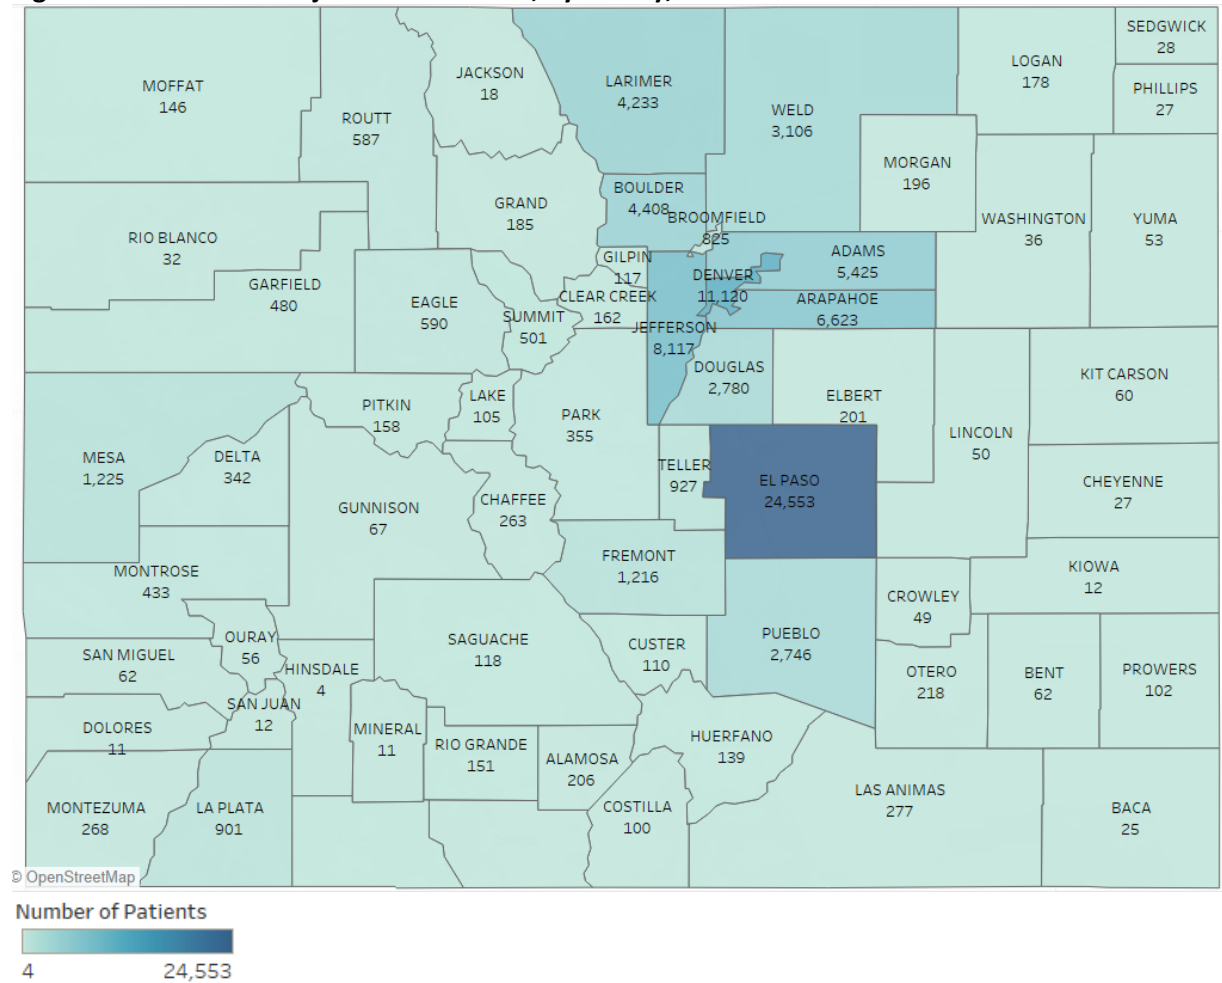 SEDGWICK
28
LOGAN
178
JACKSON
18
LARIMER
4,233
MOFFAT
146
PHILLIPS
27
WELD
3,106
ROUTT
587
MORGAN
196
BOULDER
4,408
GRAND
185
BROOMFIELD
825
WASHINGTON
36
YUMA
53
RIO BLANCO
32
GILPIN
117
ADAMS
5,425
DENVER
11,120
GARFIELD
480
EAGLE
590
CLEAR CREEK
162
ARAPAHOE
6,623
SUMMIT
501
JEFFERSON
8,117
DOUGLAS
2,780
KIT CARSON
60
ELBERT
201
LAKE
105
PITKIN
158
PARK
355
LINCOLN
50
MESA
1,225
DELTA
342
TELLER
927
EL PASO
24,553
CHEYENNE
27
CHAFFEE
263
GUNNISON
67
FREMONT
1,216
MONTROSE
433
KIOWA
12
CROWLEY
49
OURAY
56
SAGUACHE
118
CUSTER
110
PUEBLO
2,746
SAN MIGUEL
62
HINSDALE
4
OTERO
218
BENT
62
PROWERS
102
SAN JUAN
12
DOLORES
11
MINERAL
11
RIO GRANDE
151
ALAMOSA
206
HUERFANO
139
MONTEZUMA
268
LA PLATA
901
COSTILLA
100
LAS ANIMAS
277
BACA
25
© OpenStreetMap
Number of Patients
4 24,553